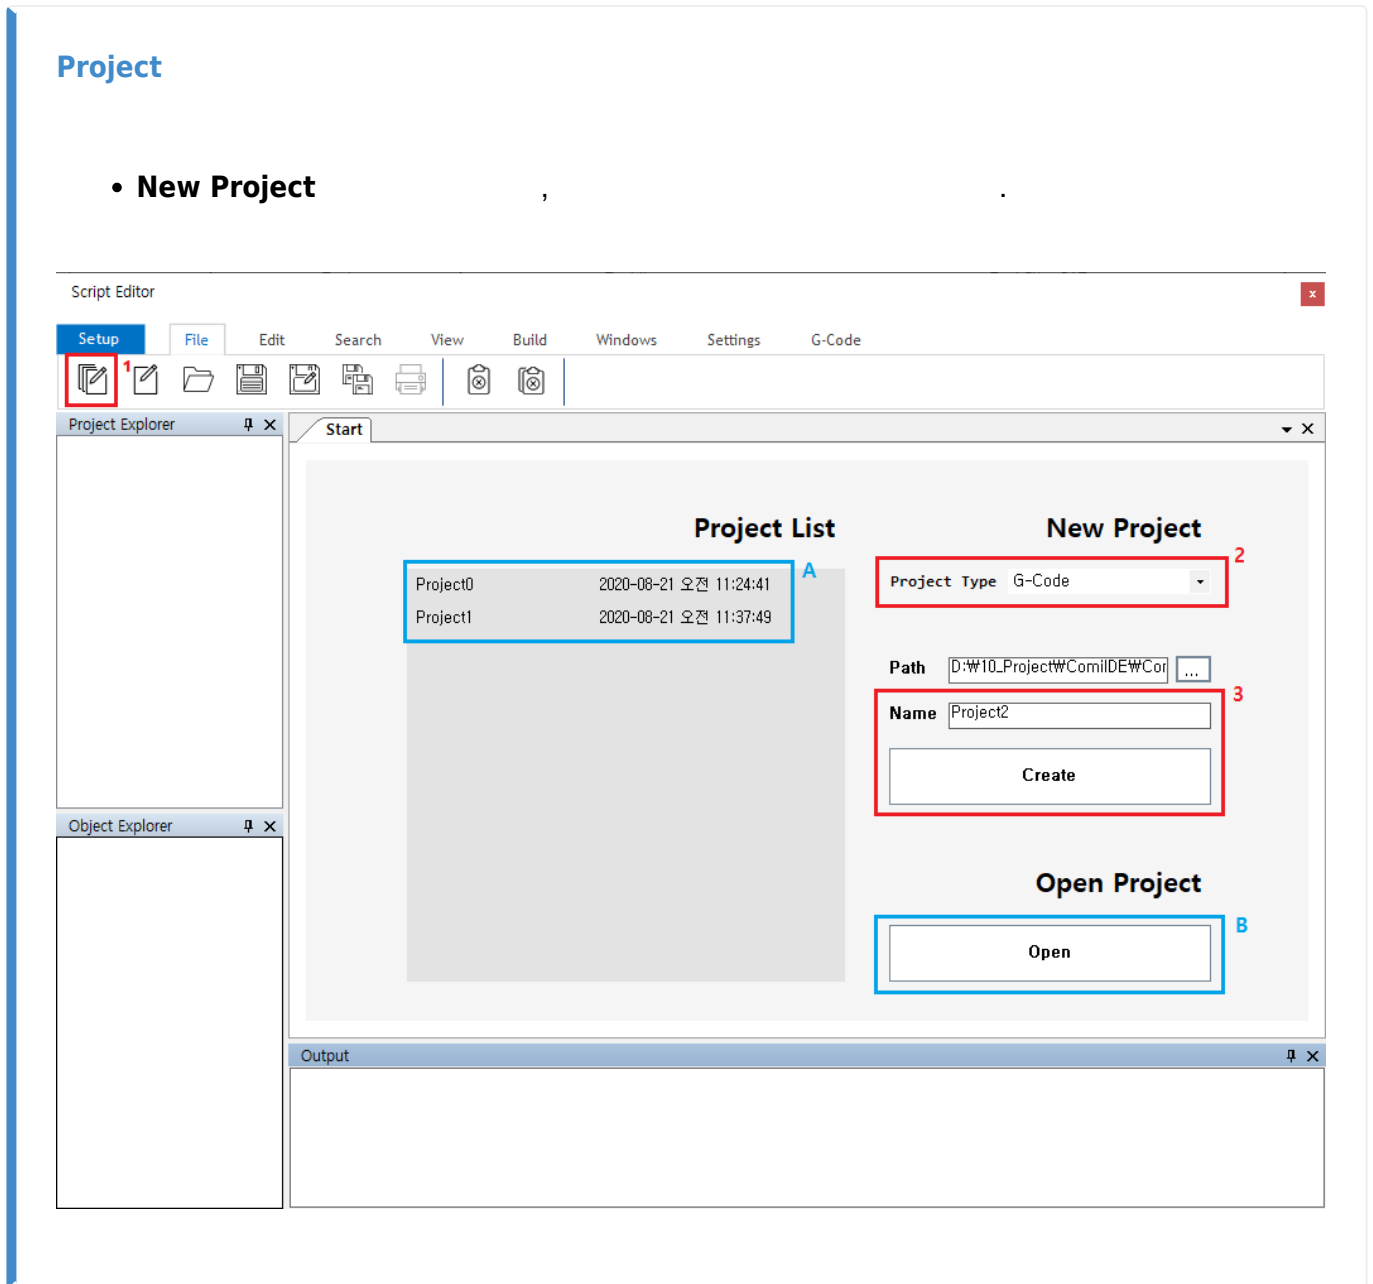 Project
• New Project , .
Script Editor
x
Setup File Edit Search View Build Windows Settings G-Code
1
Project Explorer
Start
Project List
New Project
A
2
Project0 2020-08-21 오전 11:24:41
Project1 2020-08-21 오전 11:37:49
Project Type G-Code
Path D:₩10_Project₩ComiIDE₩Cor ...
3
Name Project2
Create
Object Explorer
Open Project
B
Open
Output